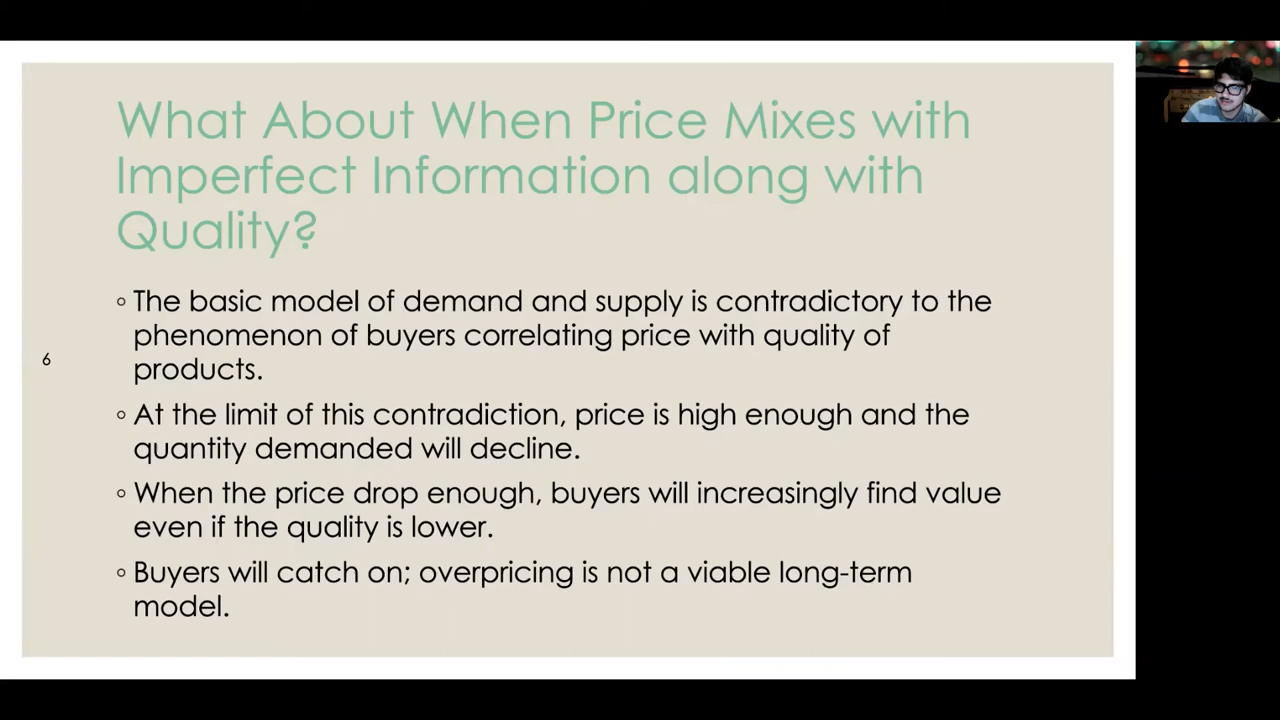 What About When Price Mixes with
Imperfect Information along with
Quality?
◦ The basic model of demand and supply is contradictory to the
phenomenon of buyers correlating price with quality of
products.
◦ At the limit of this contradiction, price is high enough and the
quantity demanded will decline.
◦ When the price drop enough, buyers will increasingly find value
even if the quality is lower.
◦ Buyers will catch on; overpricing is not a viable long-term
model.
6